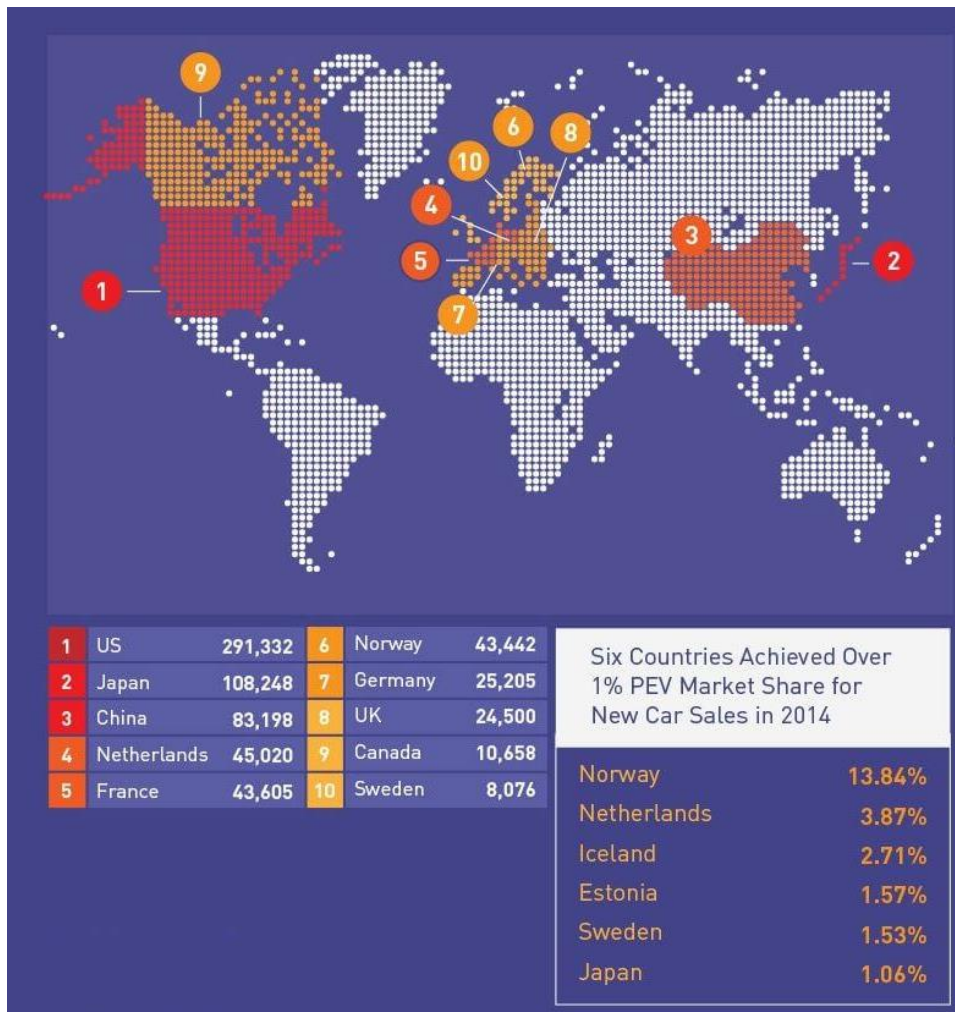 9
6
8
10
4
3
5
2
1
7
1 US 291,332 6 Norway 43,442
2 Japan 108,248 7 Germany 25,205
3 China 83,198 8 UK 24,500
4 Netherlands 45,020 9 Canada 10,658
5 France 43,605 10 Sweden 8,076
Six Countries Achieved Over
1% PEV Market Share for
New Car Sales in 2014
Norway 13.84%
Netherlands 3.87%
Iceland 2.71%
Estonia 1.57%
Sweden 1.53%
Japan 1.06%